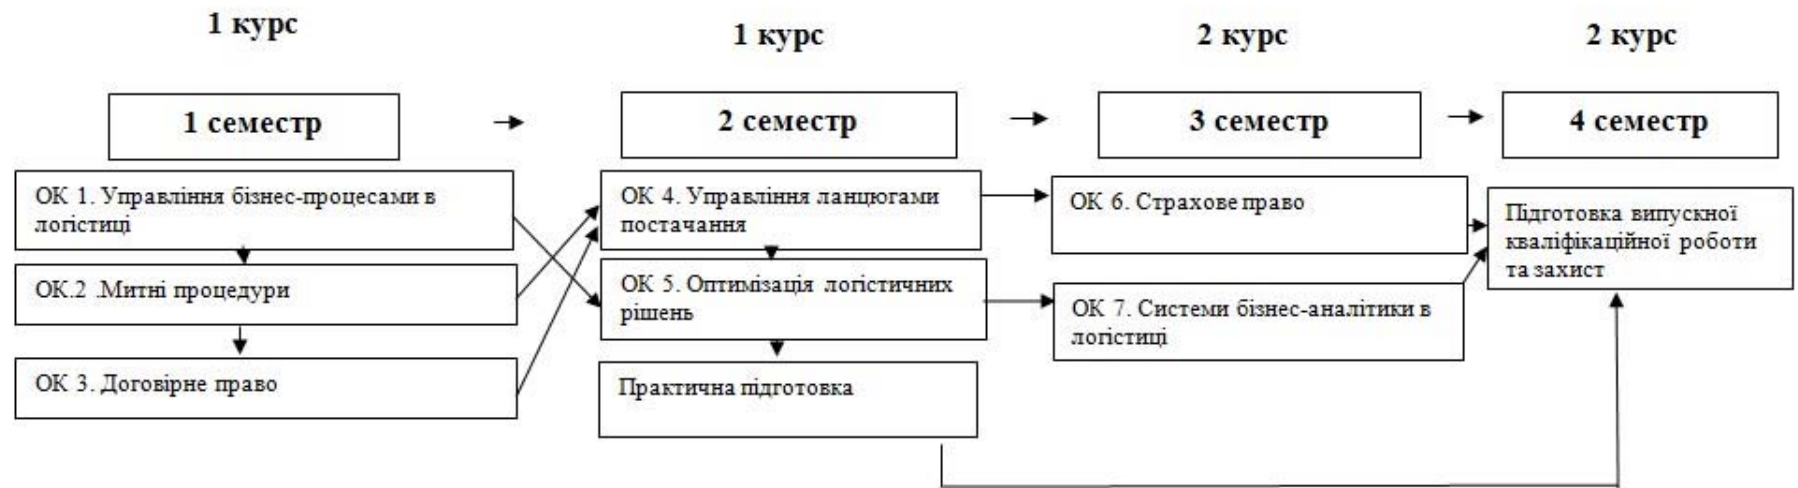 1 курс
1 курс
2 курс
2 курс
1 семестр
2 семестр
3 семестр
4 семестр
ОК 1. Управління бізнес-процесами в
логістиці
ОК.2 .Митні процедури
ОК 3. Договірне право
ОК 4. Управління ланцюгами
постачання
ОК 5. Оптимізація логістичних
рішень
Практична підготовка
ОК 6. Страхове право
ОК 7. Системи бізнес-аналітики в
логістиці
Підготовка випускної
кваліфікаційної роботи
та захист